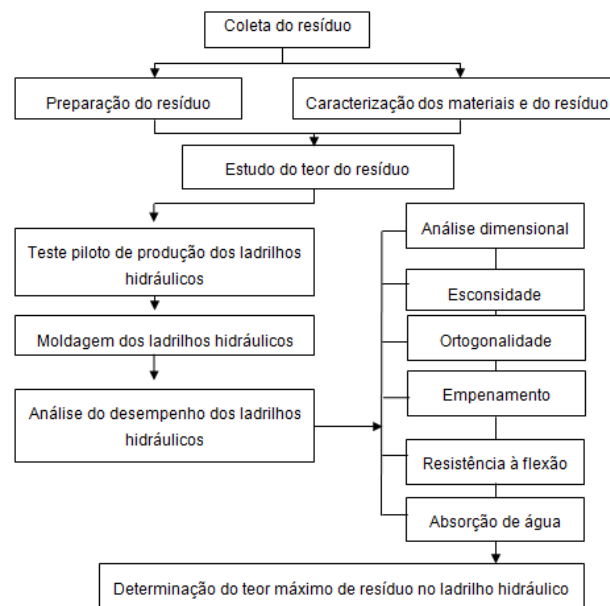 Coleta do resíduo
Preparação do resíduo
Caracterização dos materiais e do resíduo
Estudo do teor do resíduo
Teste piloto de produção dos ladrilhos
hidráulicos
Moldagem dos ladrilhos hidráulicos
Análise do desempenho dos ladrilhos
hidráulicos
Análise dimensional
Esconsidade
Ortogonalidade
Empenamento
Resistência à flexão
Absorção de água
Determinação do teor máximo de resíduo no ladrilho hidráulico